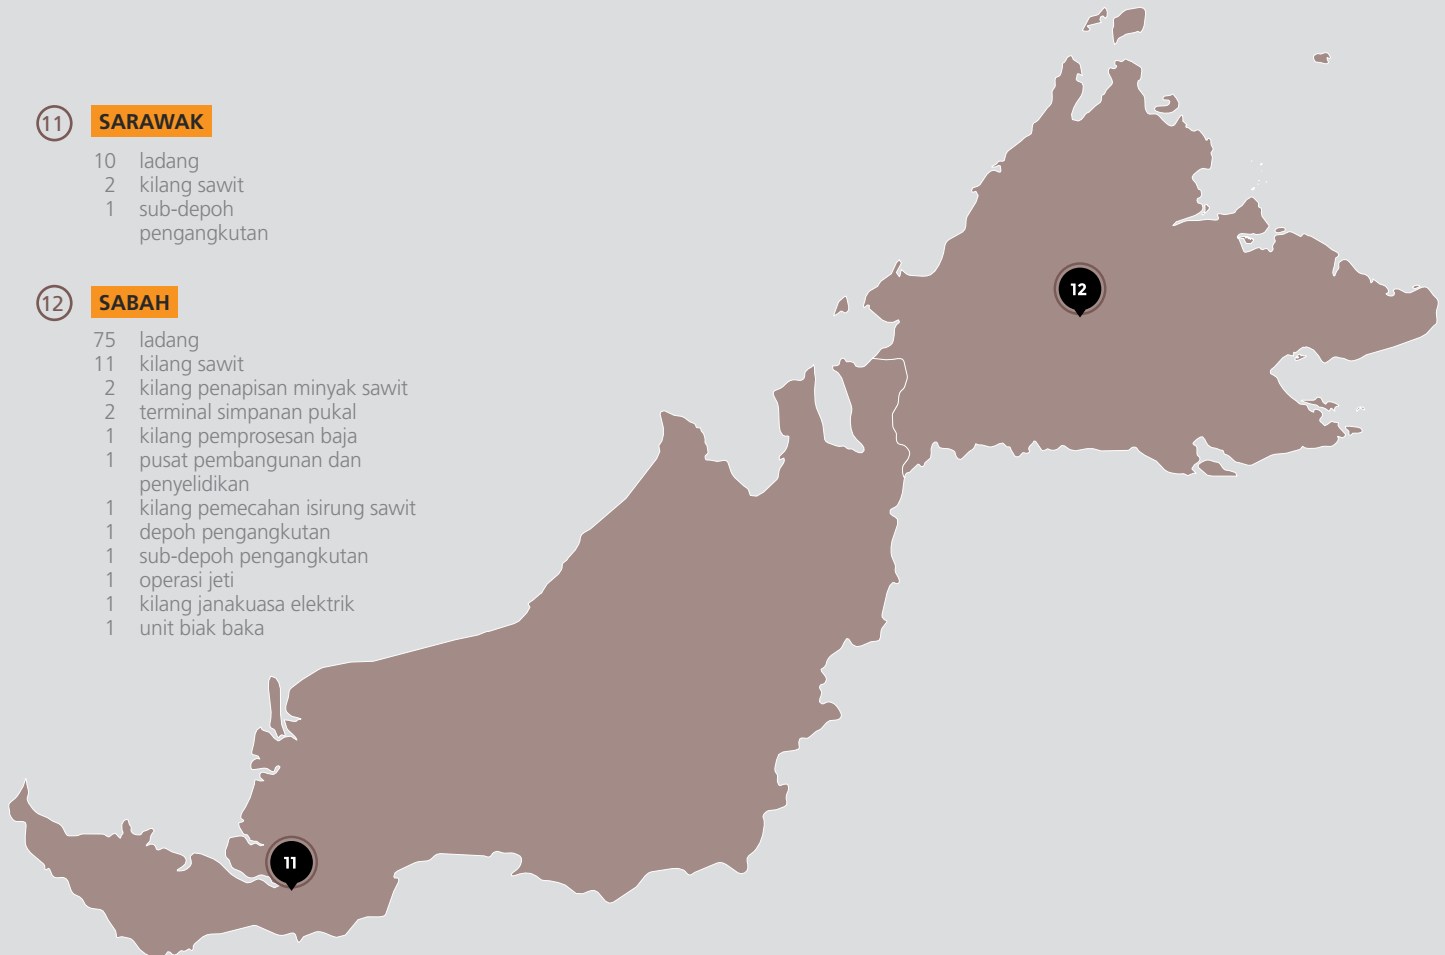 11 SARAWAK
10 ladang
2 kilang sawit
1 sub-depoh
pengangkutan
12 SABAH
75 ladang
11 kilang sawit
2 kilang penapisan minyak sawit
2 terminal simpanan pukal
1 kilang pemprosesan baja
1 pusat pembangunan dan
penyelidikan
1 kilang pemecahan isirung sawit
1 depoh pengangkutan
1 sub-depoh pengangkutan
1 operasi jeti
1 kilang janakuasa elektrik
1 unit biak baka
12
11